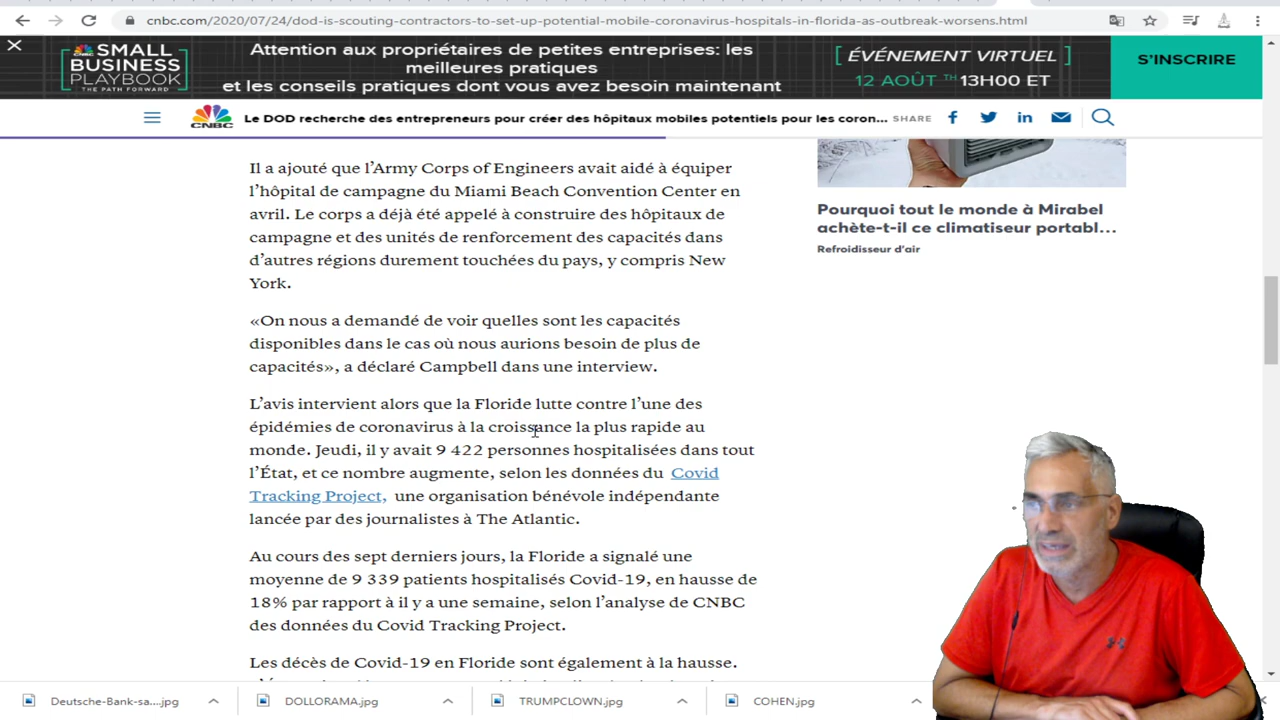 cnbc.com/2020/07/24/dod-is-scouting-contractors-to-set-up-potential-mobile-coronavirus-hospitals-in-florida-as-outbreak-worsens.html
SMALL
BUSINESS
PLAYBOOK
THE PATH FORWARD
Attention aux propriétaires de petites entreprises: les
meilleures pratiques
et les conseils pratiques dont vous avez besoin maintenant
ÉVÉNEMENT VIRTUEL
12 AOÛT TH 13H00 ET
S'INSCRIRE
CNBC
Le DOD recherche des entrepreneurs pour créer des hôpitaux mobiles potentiels pour les coron...
SHARE
Il a ajouté que l'Army Corps of Engineers avait aidé à équiper
l'hôpital de campagne du Miami Beach Convention Center en
avril. Le corps a déjà été appelé à construire des hôpitaux de
campagne et des unités de renforcement des capacités dans
d'autres régions durement touchées du pays, y compris New
York.
«On nous a demandé de voir quelles sont les capacités
disponibles dans le cas où nous aurions besoin de plus de
capacités», a déclaré Campbell dans une interview.
L'avis intervient alors que la Floride lutte contre l'une des
épidémies de coronavirus à la croissance la plus rapide au
monde. Jeudi, il y avait 9 422 personnes hospitalisées dans tout
l'État, et ce nombre augmente, selon les données du Covid
Tracking Project, une organisation bénévole indépendante
lancée par des journalistes à The Atlantic.
Au cours des sept derniers jours, la Floride a signalé une
moyenne de 9 339 patients hospitalisés Covid-19, en hausse de
18% par rapport à il y a une semaine, selon l'analyse de CNBC
des données du Covid Tracking Project.
Les décès de Covid-19 en Floride sont également à la hausse.
Pourquoi tout le monde à Mirabel
achète-t-il ce climatiseur portabl...
Refroidisseur d'air
Deutsche-Bank-sa....jpg
DOLLORAMA.jpg
TRUMPCLOWN.jpg
COHEN.jpg